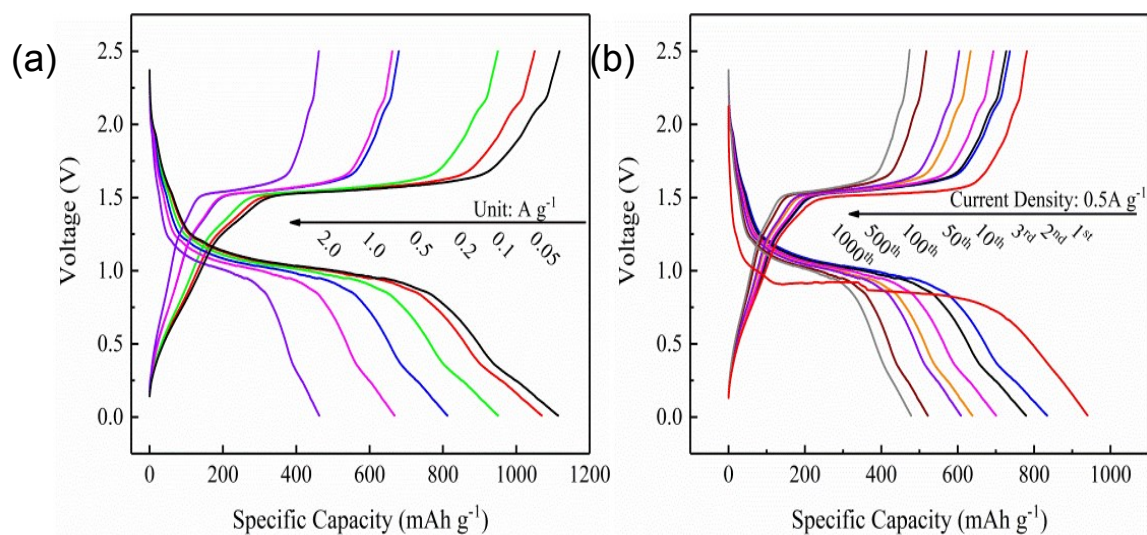 (a)
Voltage (V)
2.5
2.0
1.5
1.0
0.5
0.0
Unit: A g-1
2.0 1.0 0.5 0.2 0.1 0.05
0 200 400 600 800 1000 1200
Specific Capacity (mAh g-1)
(b)
Voltage (V)
2.5
2.0
1.5
1.0
0.5
0.0
Current Density: 0.5A g-1
1000th 500th 100th 50th 10th 3rd 2nd 1st
0 200 400 600 800 1000
Specific Capacity (mAh g-1)